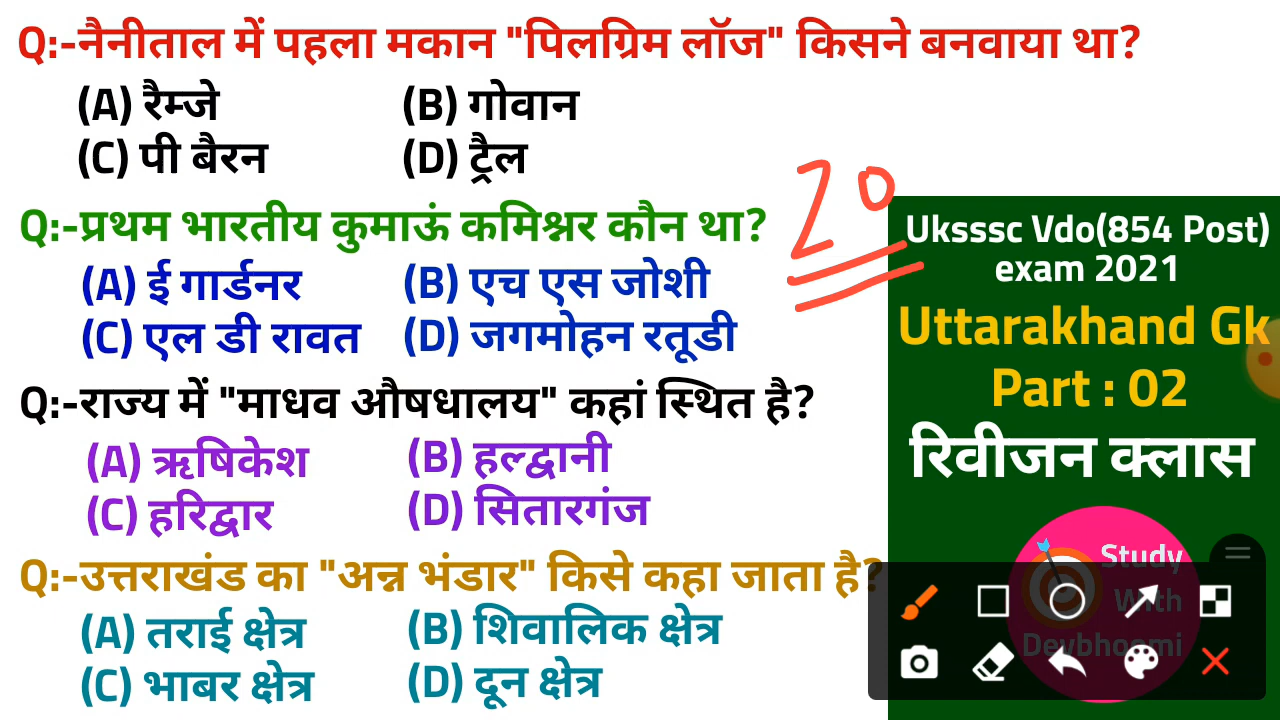 Q:-नैनीताल में पहला मकान "पिलग्रिम लॉज" किसने बनवाया था?
(A) रैम्जे (B) गोवान
(C) पी बैरन (D) ट्रैल
Q:-प्रथम भारतीय कुमाऊं कमिश्नर कौन था?
(A) ई गार्डनर (B) एच एस जोशी
(C) एल डी रावत (D) जगमोहन रतूडी
Q:-राज्य में "माधव औषधालय" कहां स्थित है?
(A) ऋषिकेश (B) हल्द्वानी
(C) हरिद्वार (D) सितारगंज
Q:-उत्तराखंड का "अन्न भंडार" किसे कहा जाता है?
(A) तराई क्षेत्र (B) शिवालिक क्षेत्र
(C) भाबर क्षेत्र (D) दून क्षेत्र
20
Uksssc Vdo(854 Post)
exam 2021
Uttarakhand Gk
Part : 02
रिवीजन क्लास
Study
With
Devbhoomi